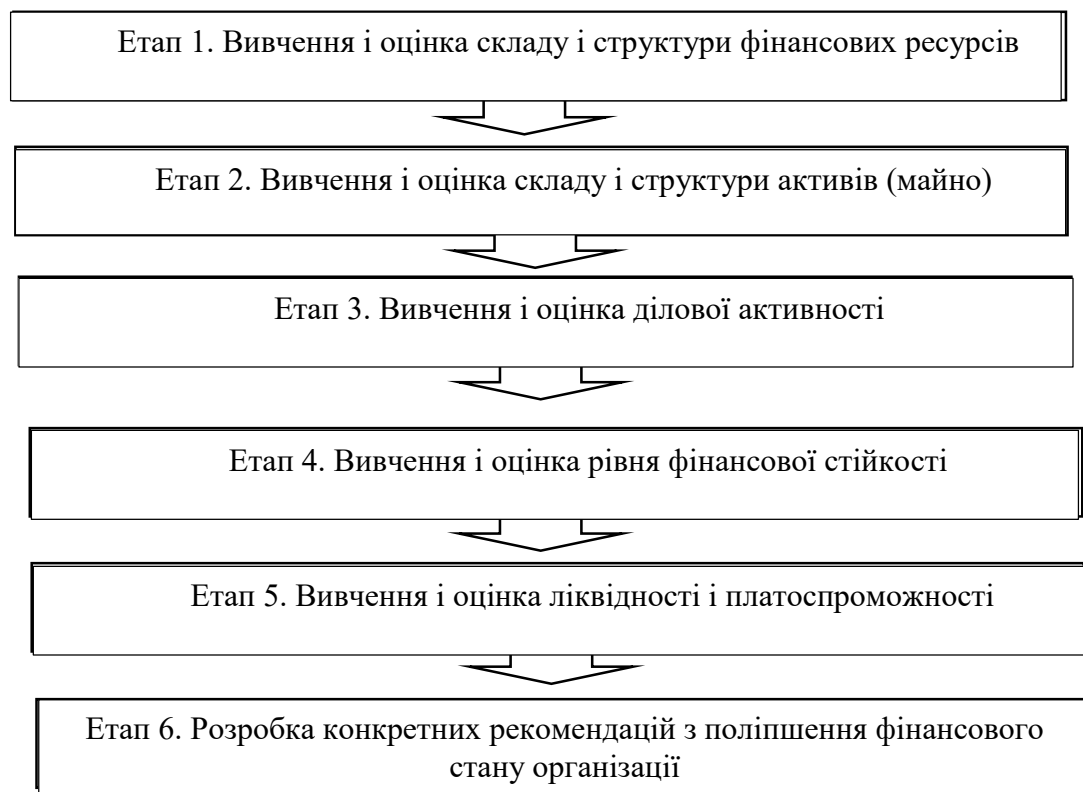 Етап 1. Вивчення і оцінка складу і структури фінансових ресурсів
Етап 2. Вивчення і оцінка складу і структури активів (майно)
Етап 3. Вивчення і оцінка ділової активності
Етап 4. Вивчення і оцінка рівня фінансової стійкості
Етап 5. Вивчення і оцінка ліквідності і платоспроможності
Етап 6. Розробка конкретних рекомендацій з поліпшення фінансового
стану організації